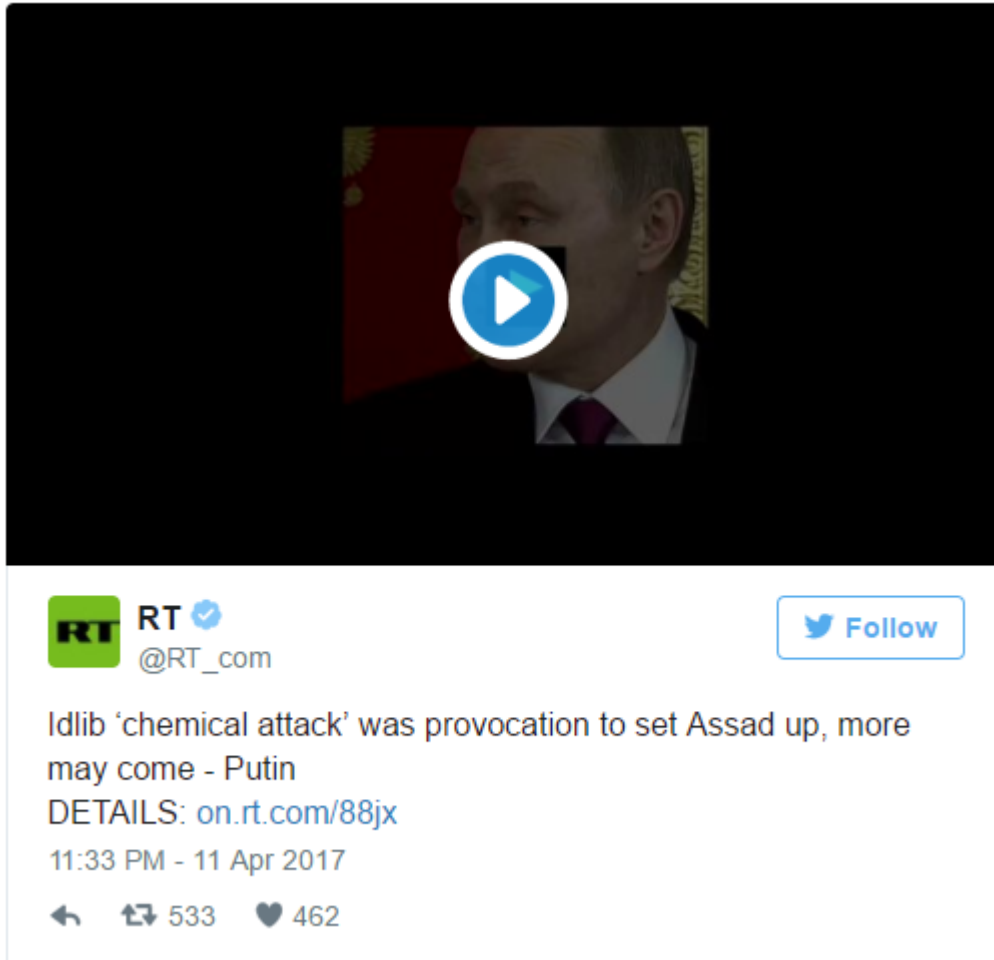 RT
RT
Follow
@RT_com
Idlib ‘chemical attack’ was provocation to set Assad up, more
may come - Putin
DETAILS: on.rt.com/88jx
11:33 PM - 11 Apr 2017
533 462